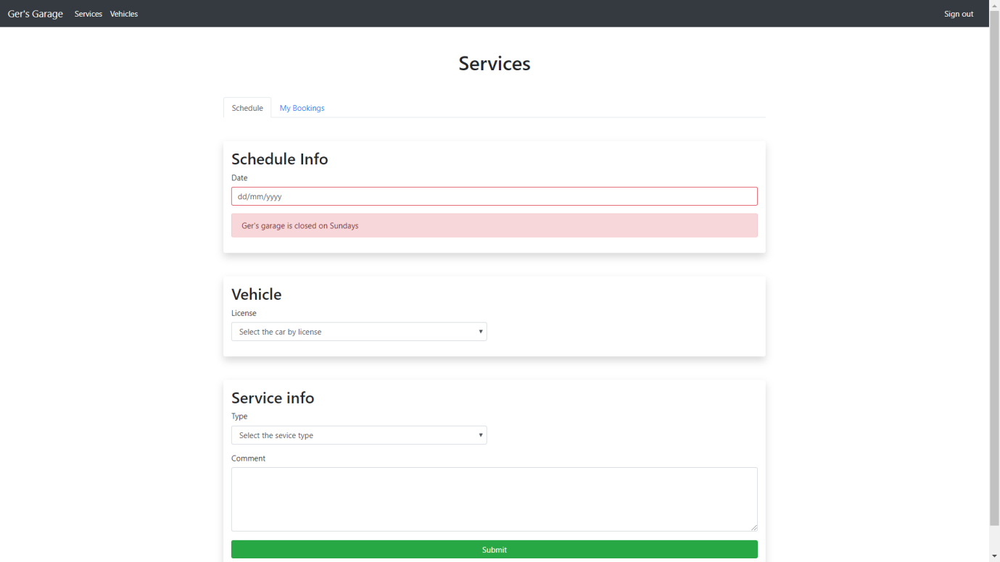 Ger's Garage Services Vehicles Sign out
Services
Schedule My Bookings
Schedule Info
Date
dd/mm/yyyy
Ger's garage is closed on Sundays
Vehicle
License
Select the car by license
Service info
Type
Select the sevice type
Comment
Submit